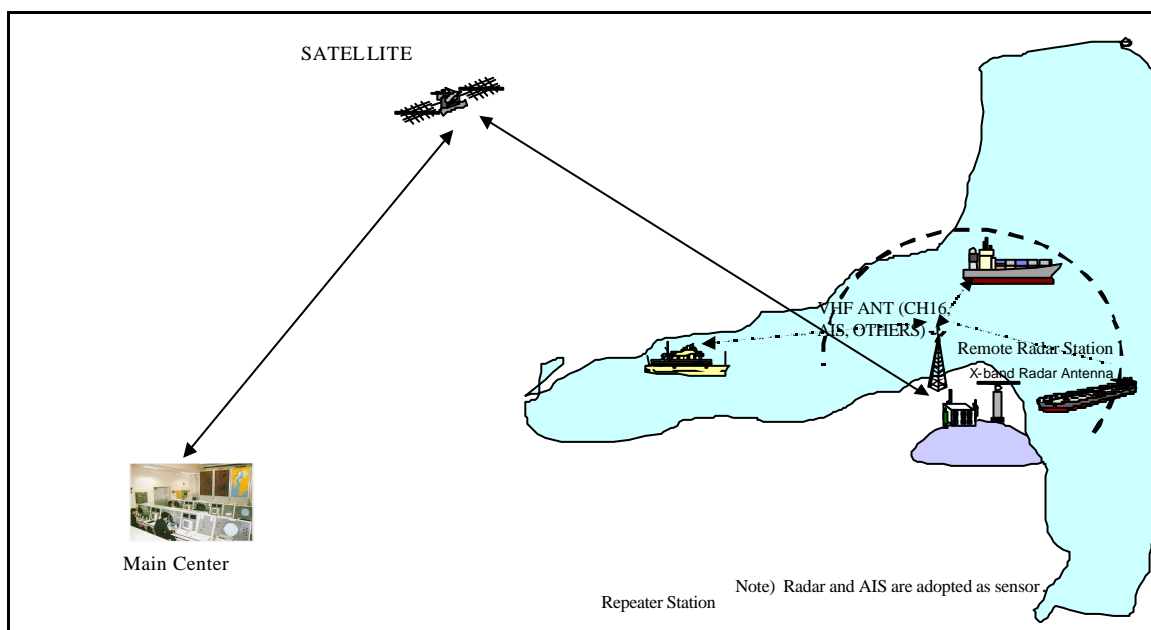 SATELLITE
VHF ANT (CH16,
AIS, OTHERS)
Remote Radar Station
X-band Radar Antenna
Main Center
Note) Radar and AIS are adopted as sensor.
Repeater Station